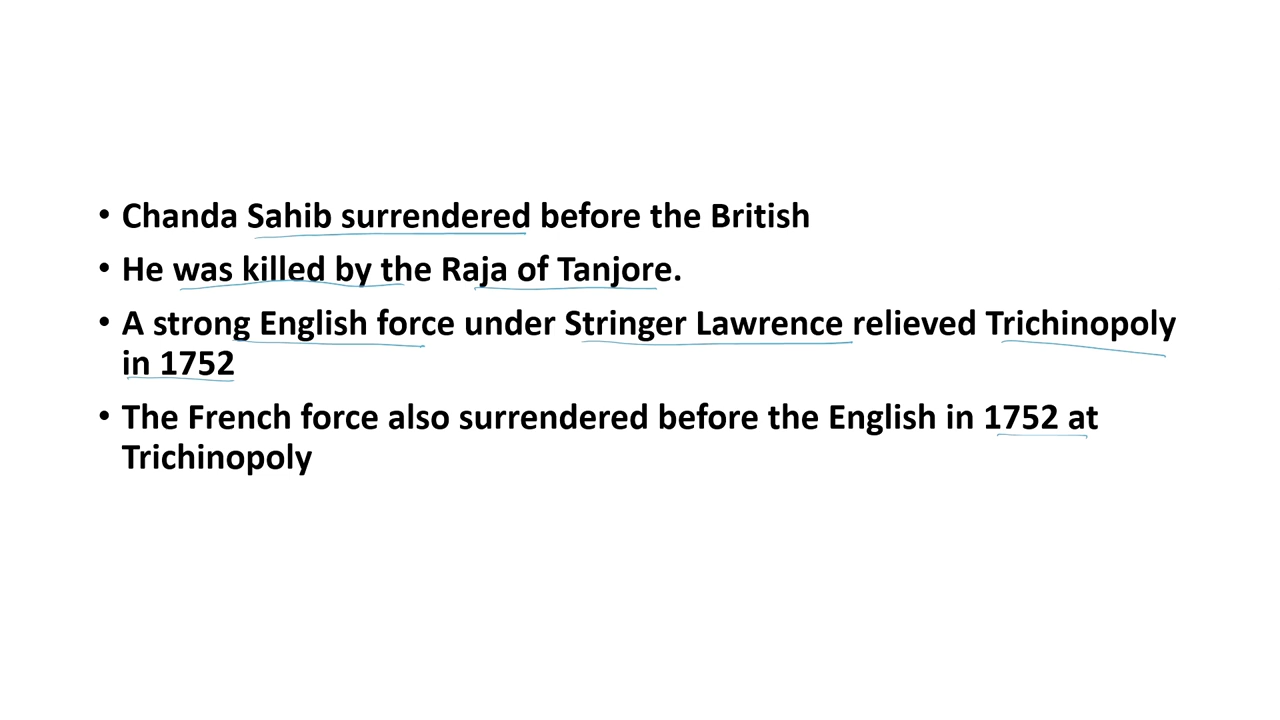 • Chanda Sahib surrendered before the British
• He was killed by the Raja of Tanjore.
• A strong English force under Stringer Lawrence relieved Trichinopoly
in 1752
• The French force also surrendered before the English in 1752 at
Trichinopoly